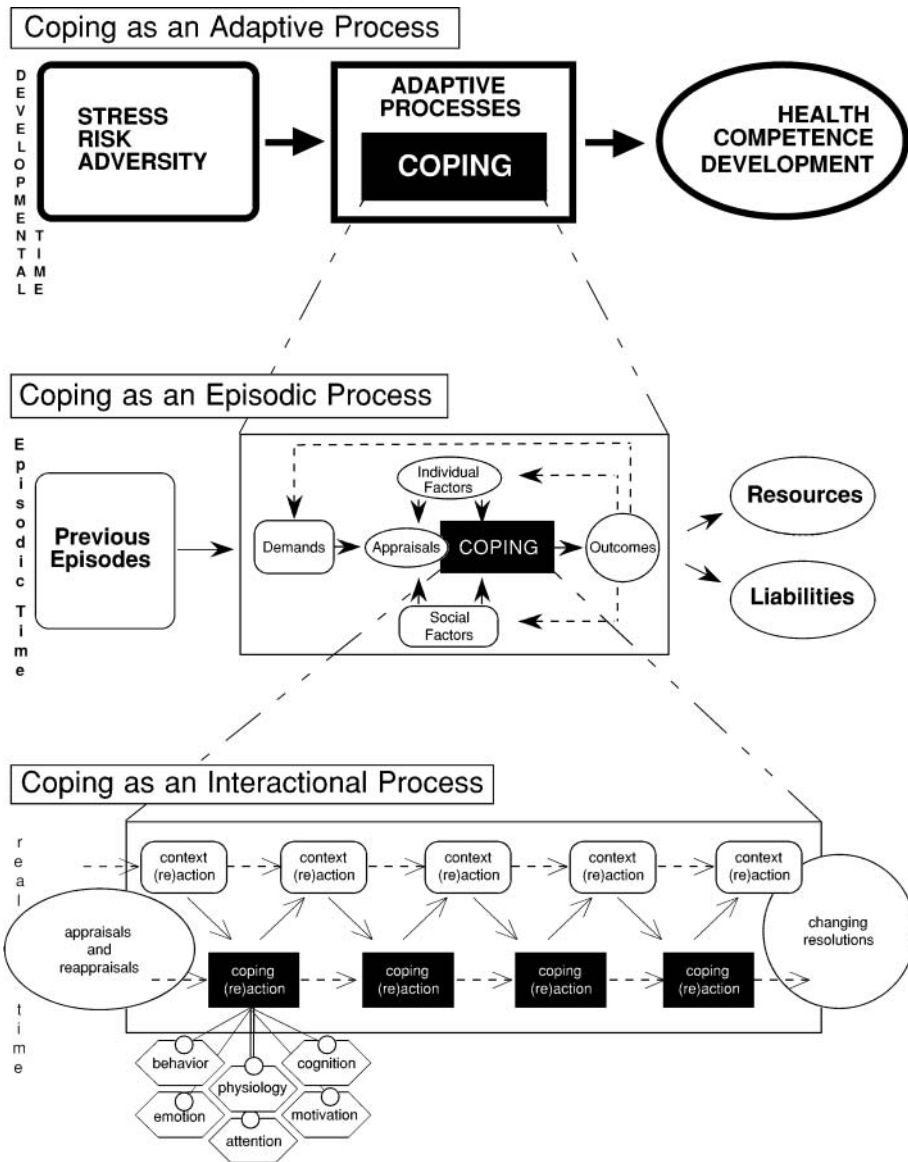 Coping as an Adaptive Process
DEVELOPMENTAL
TIME
STRESS
RISK
ADVERSITY
ADAPTIVE
PROCESSES
COPING
HEALTH
COMPETENCE
DEVELOPMENT
Coping as an Episodic Process
Episodic Time
Previous
Episodes
Demands
Individual
Factors
Appraisals
COPING
Social
Factors
Outcomes
Resources
Liabilities
Coping as an Interactional Process
real time
context
(re)action
context
(re)action
context
(re)action
context
(re)action
context
(re)action
appraisals
and
reappraisals
changing
resolutions
coping
(re)action
coping
(re)action
coping
(re)action
coping
(re)action
behavior
cognition
physiology
emotion
motivation
attention